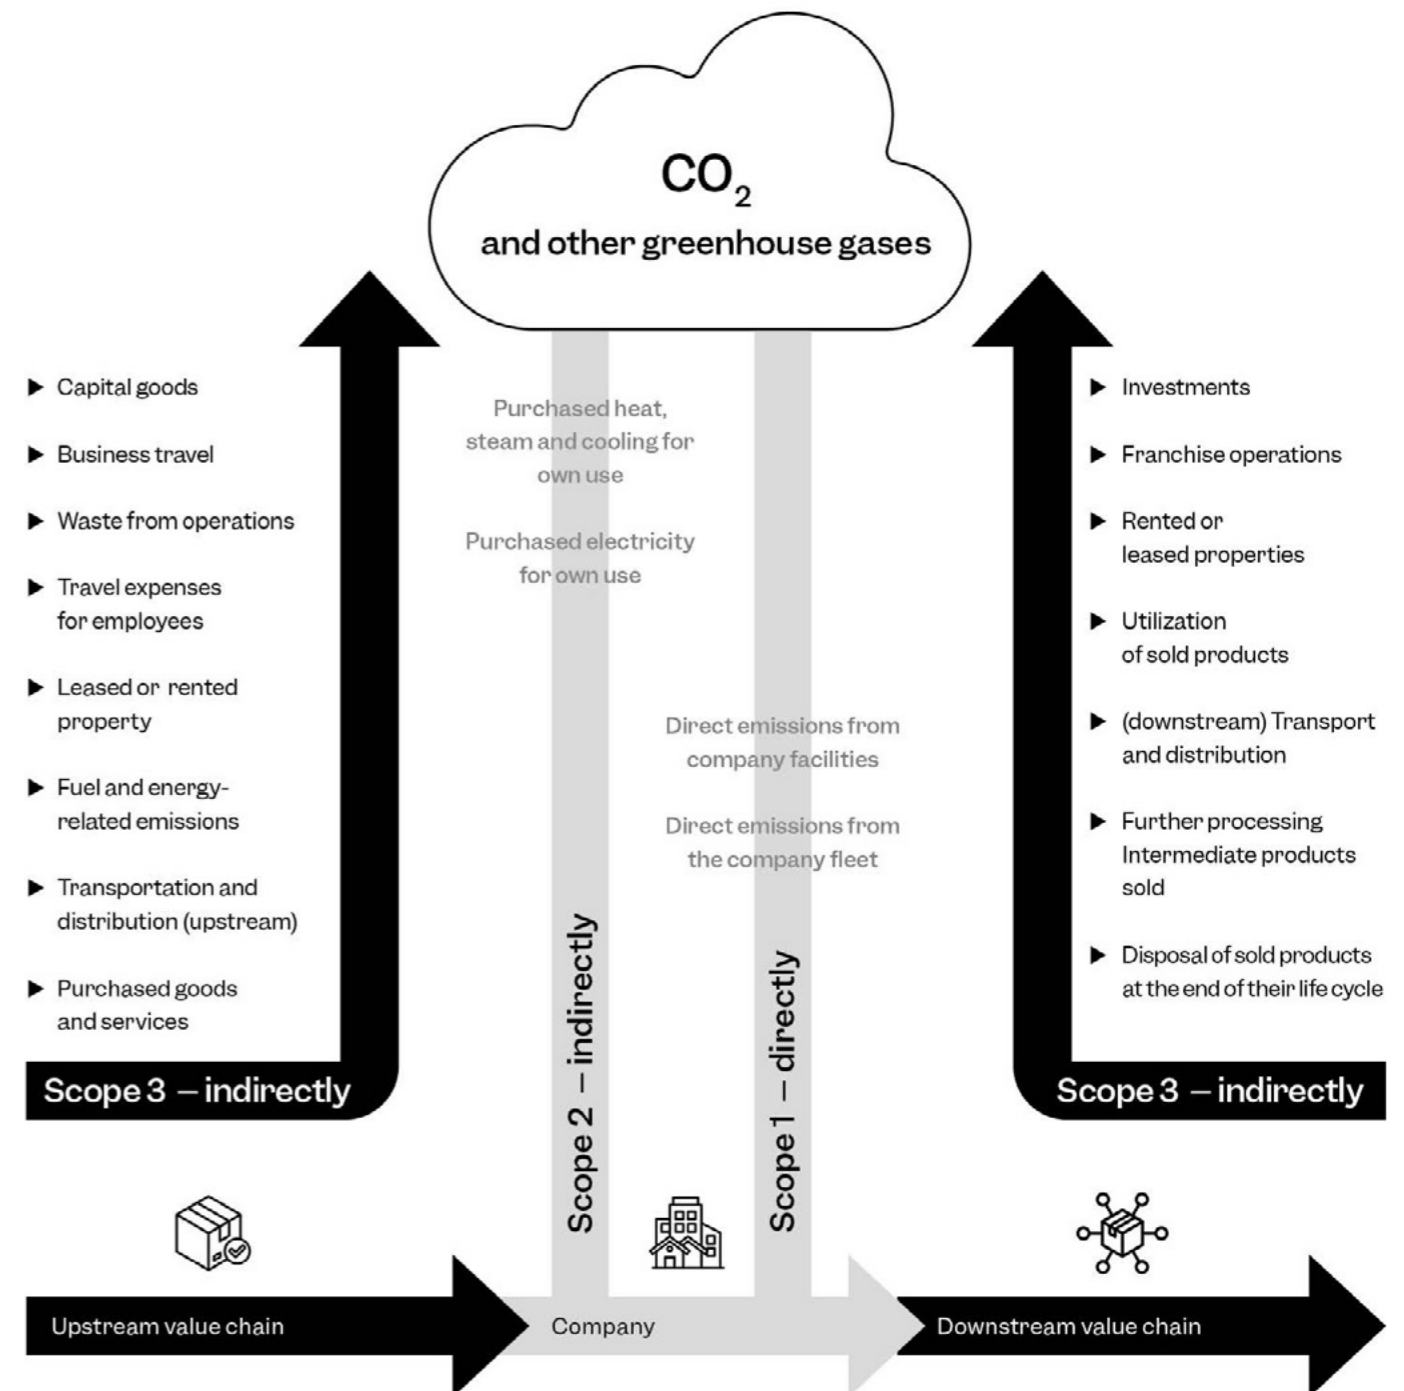 CO2
and other greenhouse gases
Capital goods
Business travel
Waste from operations
Travel expenses
for employees
Leased or rented
property
Fuel and energy-
related emissions
Transportation and
distribution (upstream)
Purchased goods
and services
Scope 3 – indirectly
Purchased heat,
steam and cooling for
own use
Purchased electricity
for own use
Scope 2 – indirectly
Direct emissions from
company facilities
Direct emissions from
the company fleet
Scope 1 – directly
Investments
Franchise operations
Rented or
leased properties
Utilization
of sold products
(downstream) Transport
and distribution
Further processing
Intermediate products
sold
Disposal of sold products
at the end of their life cycle
Scope 3 – indirectly
Upstream value chain
Company
Downstream value chain